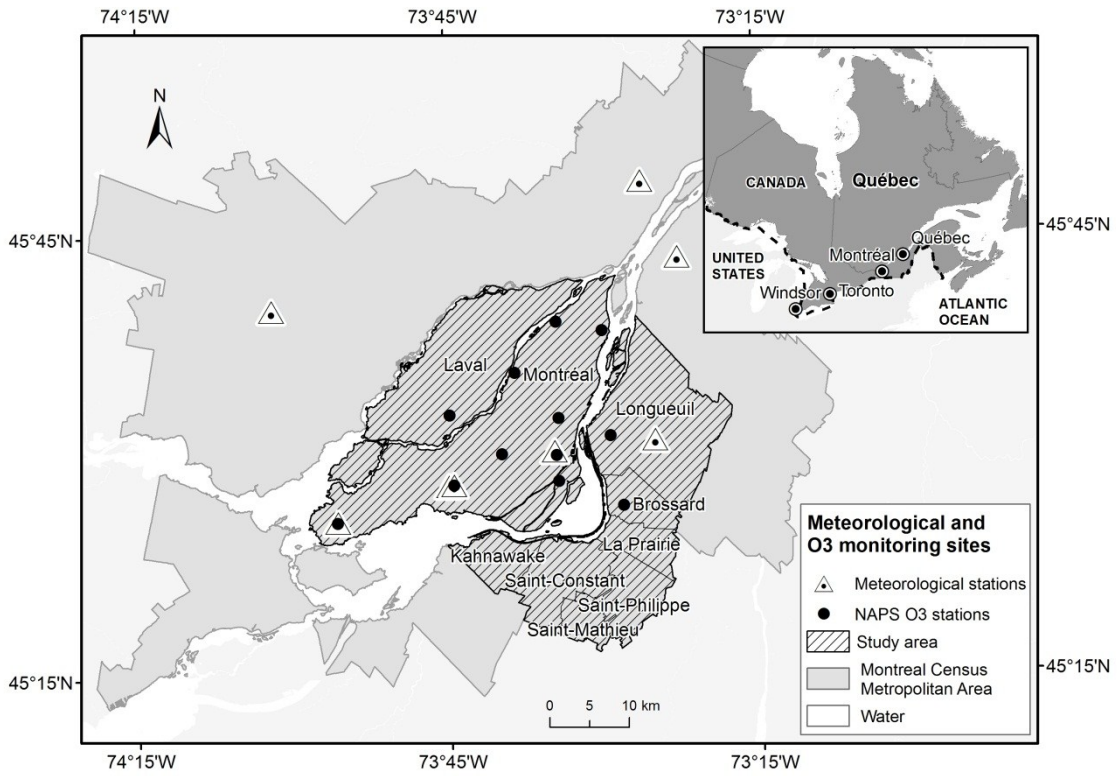 74°15'W
73°45'W
73°15'W
N
45°45'N
45°45'N
CANADA
Québec
Québec
Montréal
UNITED
STATES
Windsor
Toronto
ATLANTIC
OCEAN
Laval
Montréal
Longueuil
Brossard
La Prairie
Kahnawake
Saint-Constant
Saint-Philippe
Saint-Mathieu
Meteorological and
O3 monitoring sites
Meteorological stations
NAPS O3 stations
Study area
Montreal Census
Metropolitan Area
Water
0 5 10 km
45°15'N
45°15'N
74°15'W
73°45'W
73°15'W